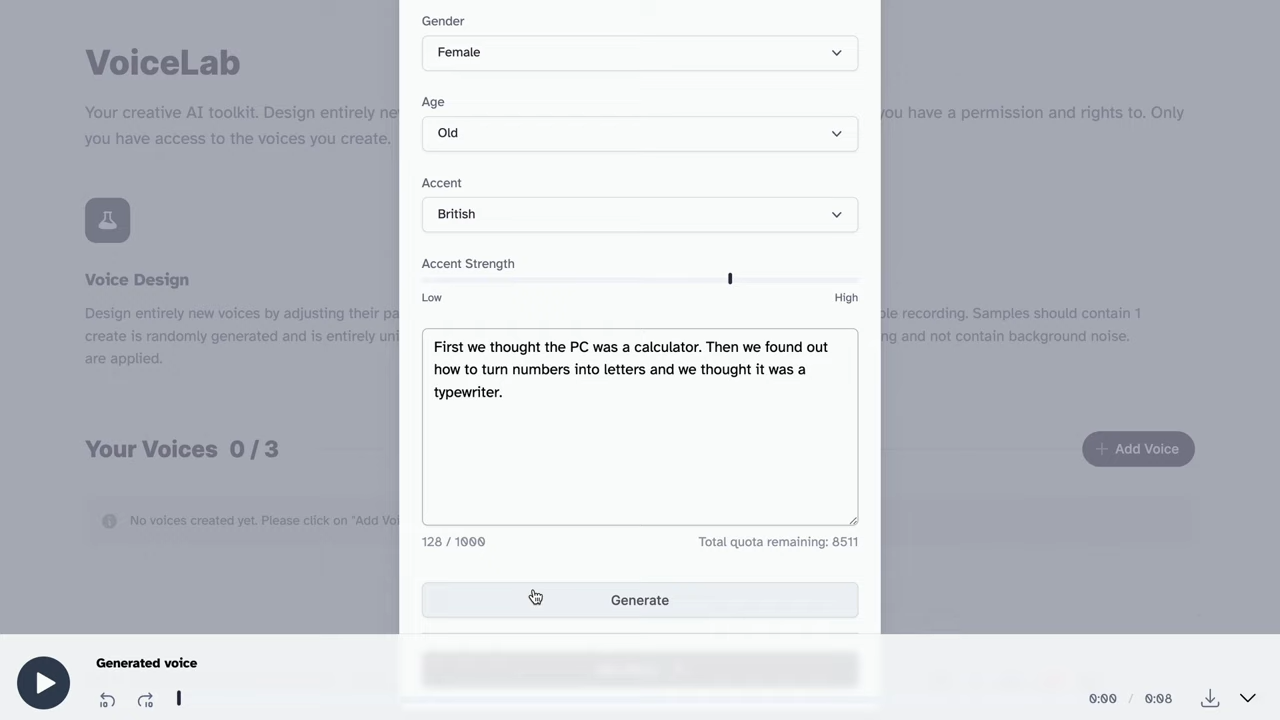 Gender
Female
VoiceLab
Age
Your creative AI toolkit. Design entirely ne
you have a permission and rights to. Only
you have access to the voices you create.
Old
Accent
British
Accent Strength
Voice Design
Low
High
Design entirely new voices by adjusting their pa
ple recording. Samples should contain 1
create is randomly generated and is entirely uni
ng and not contain background noise.
are applied.
First we thought the PC was a calculator. Then we found out
how to turn numbers into letters and we thought it was a
typewriter.
Your Voices 0 / 3
Add Voice
No voices created yet. Please click on "Add Voi
128 / 1000
Total quota remaining: 8511
Generate
Generated voice
10
10
0:00 / 0:08